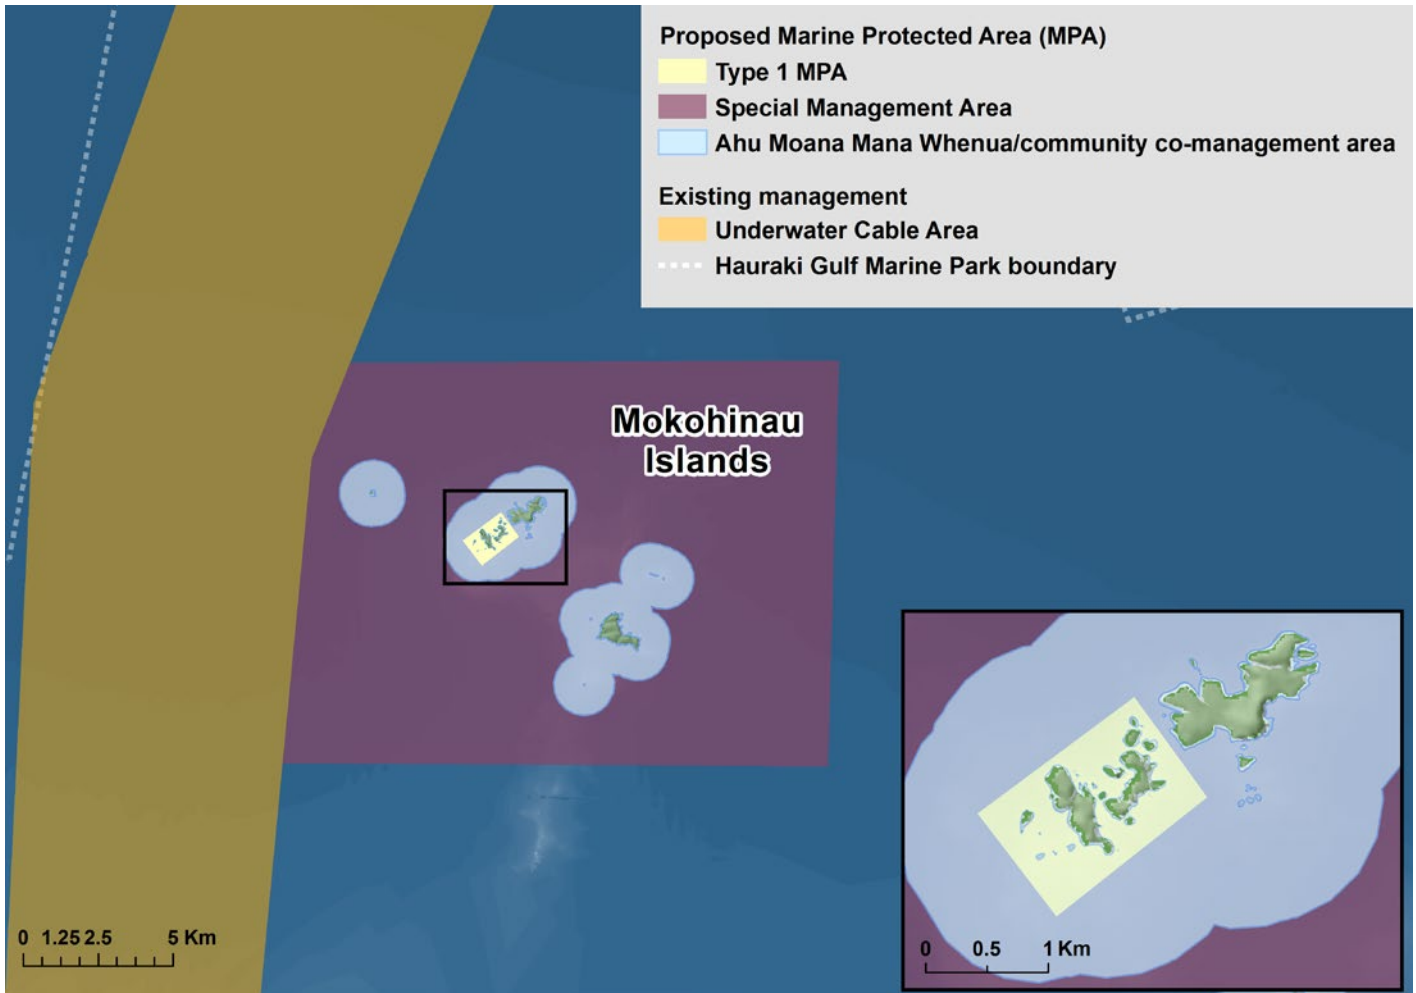 Proposed Marine Protected Area (MPA)
Type 1 MPA
Special Management Area
Ahu Moana Mana Whenua/community co-management area
Existing management
Underwater Cable Area
Hauraki Gulf Marine Park boundary
Mokohinau
Islands
0 1.25 2.5 5 Km
0 0.5 1 Km